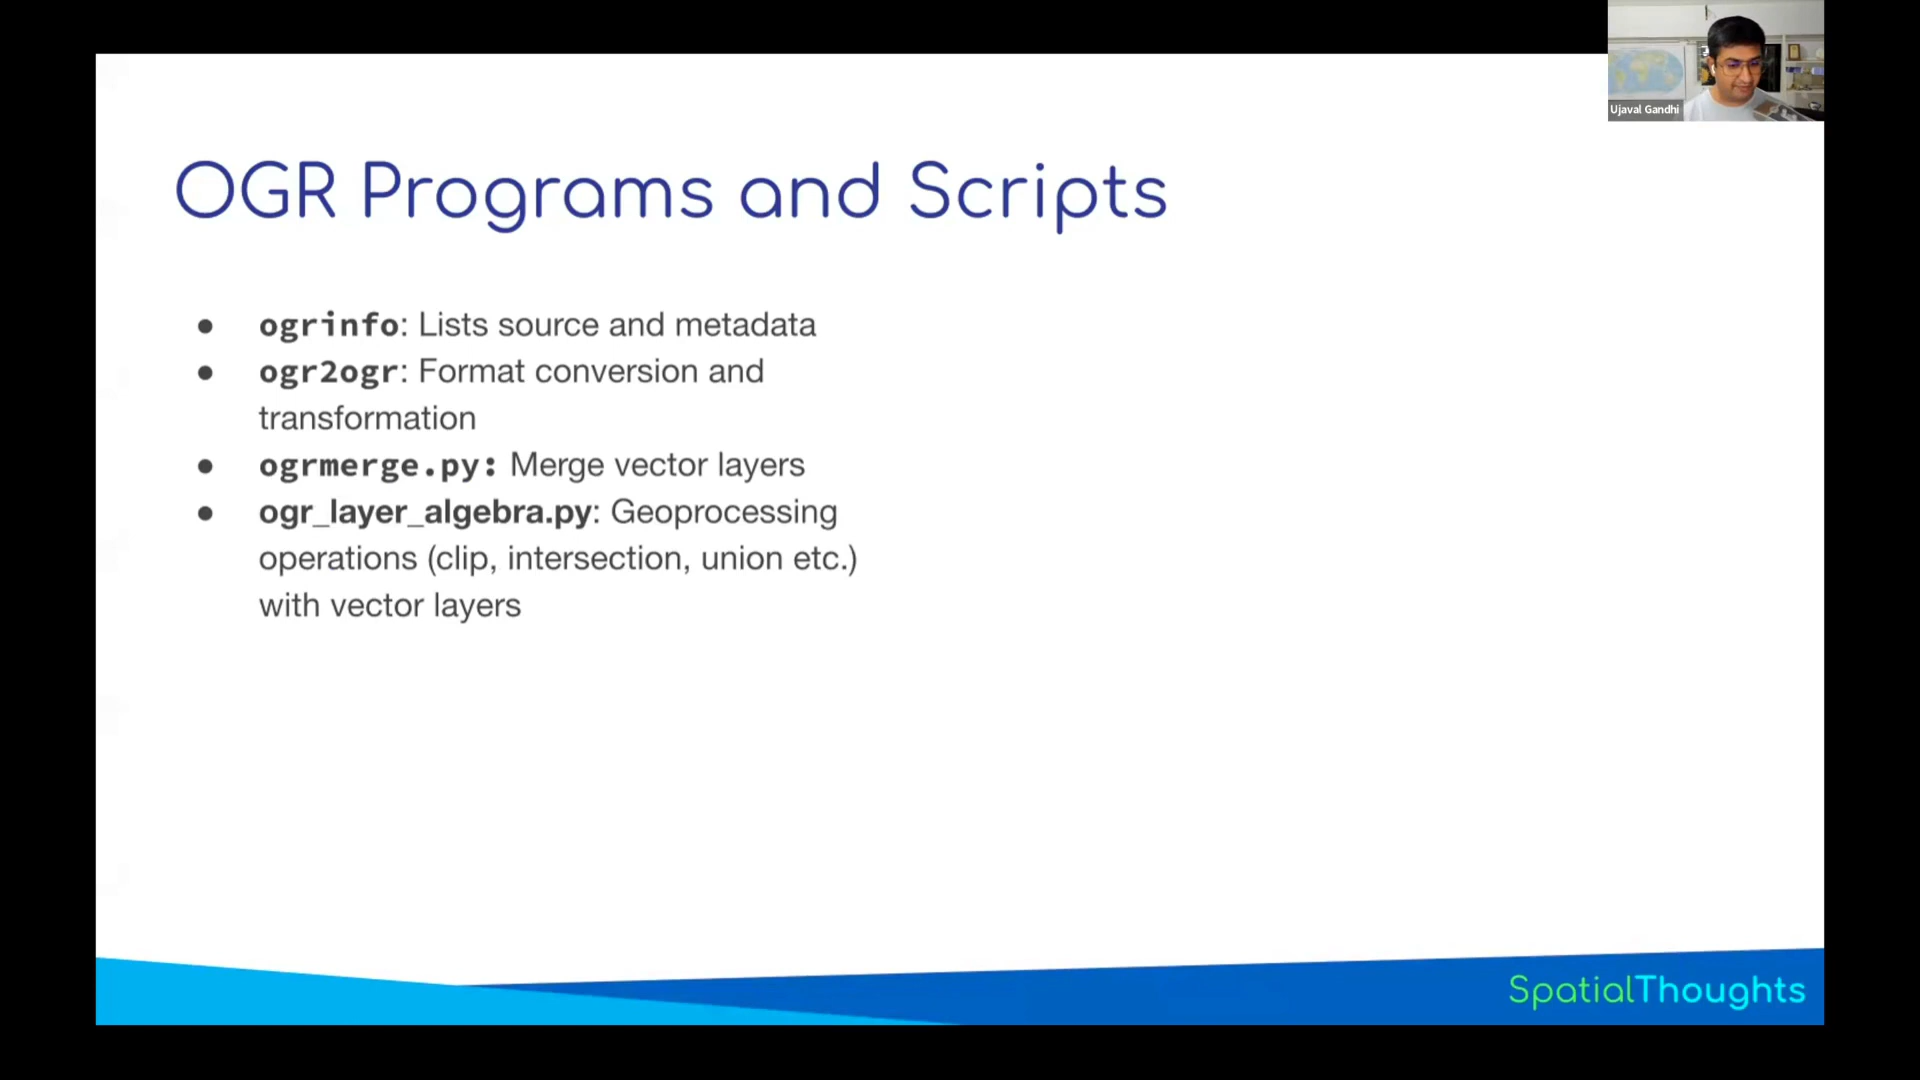 Ujaval Gandhi
OGR Programs and Scripts
● ogrinfo: Lists source and metadata
● ogr2ogr: Format conversion and
transformation
● ogrmerge.py: Merge vector layers
● ogr_layer_algebra.py: Geoprocessing
operations (clip, intersection, union etc.)
with vector layers
SpatialThoughts